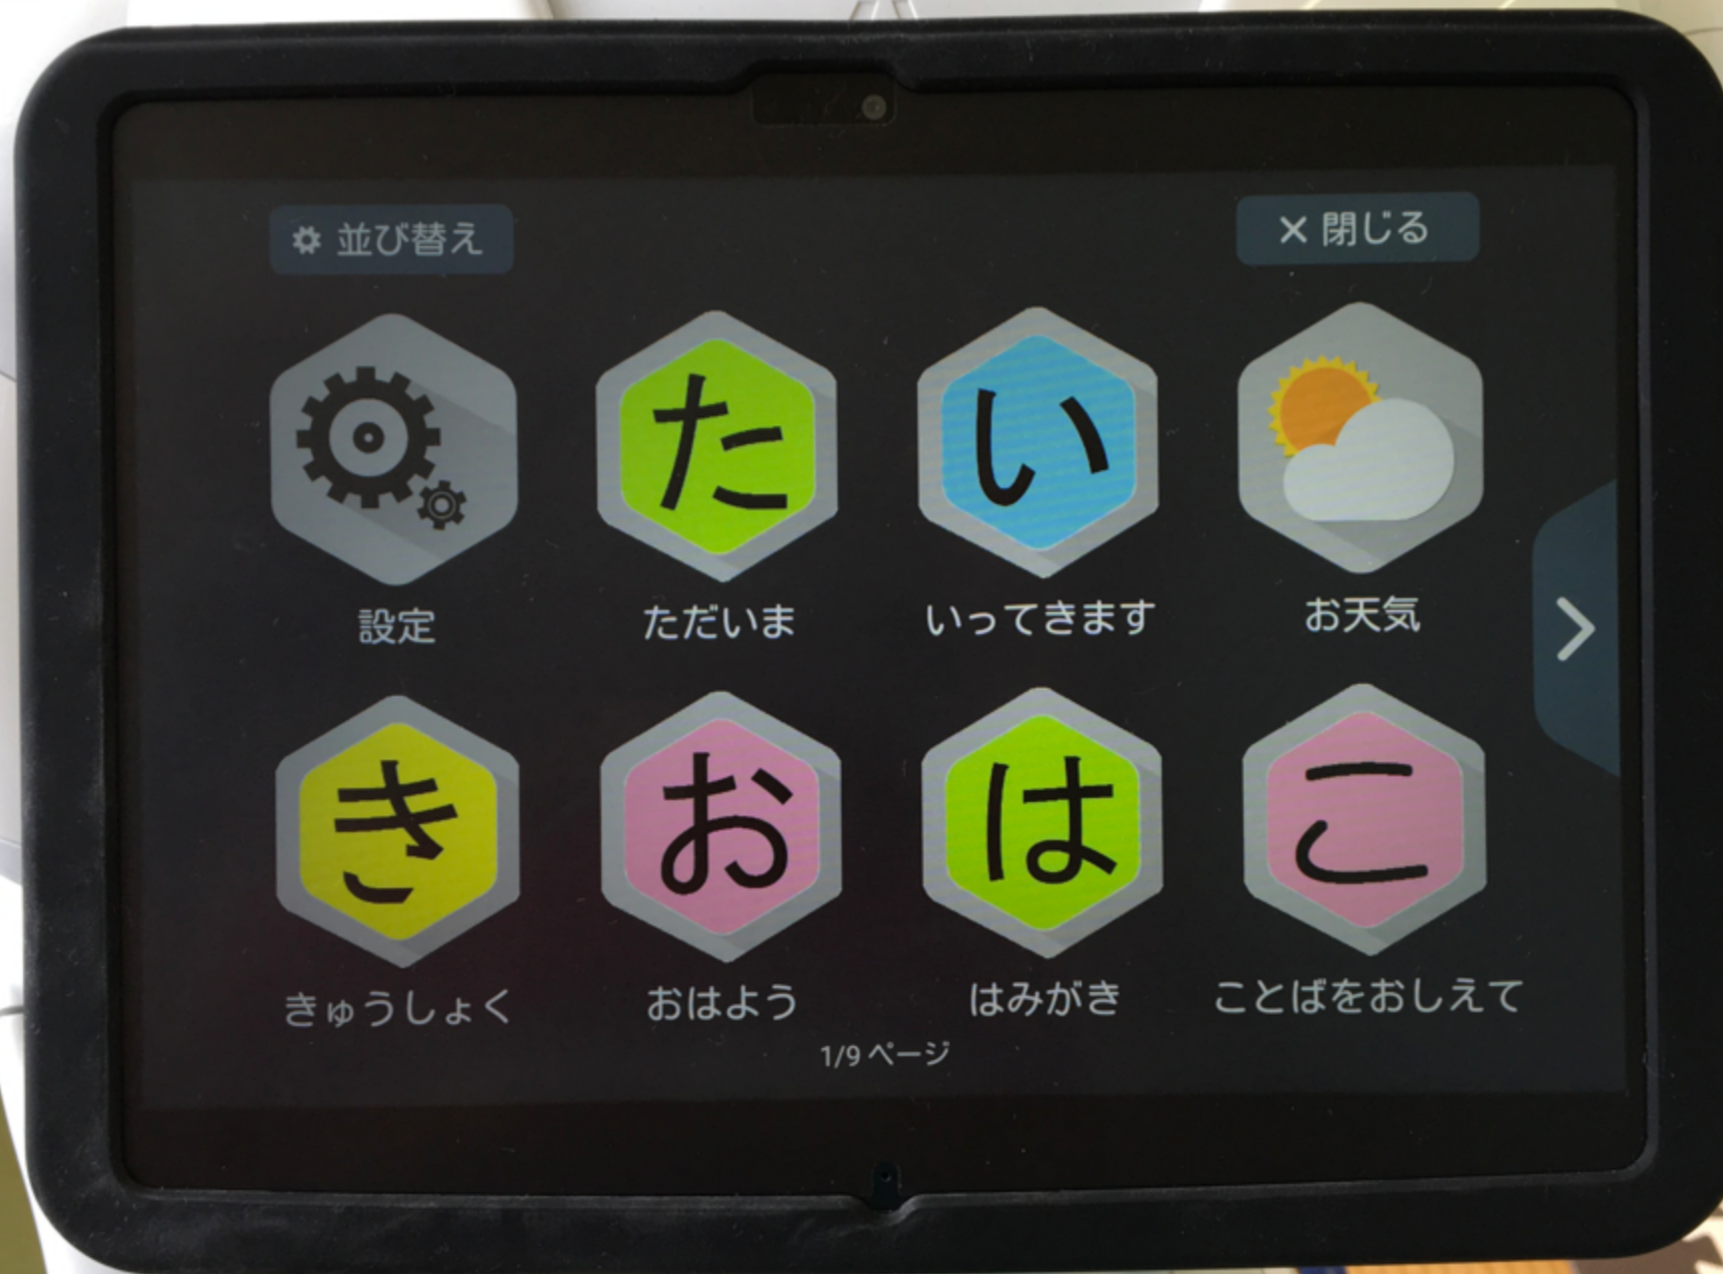 並び替え
× 閉じる
た
い
設定
ただいま
いってきます
お天気
き
お
は
こ
きゅうしょく
おはよう
はみがき
ことばをおしえて
1/9 ページ